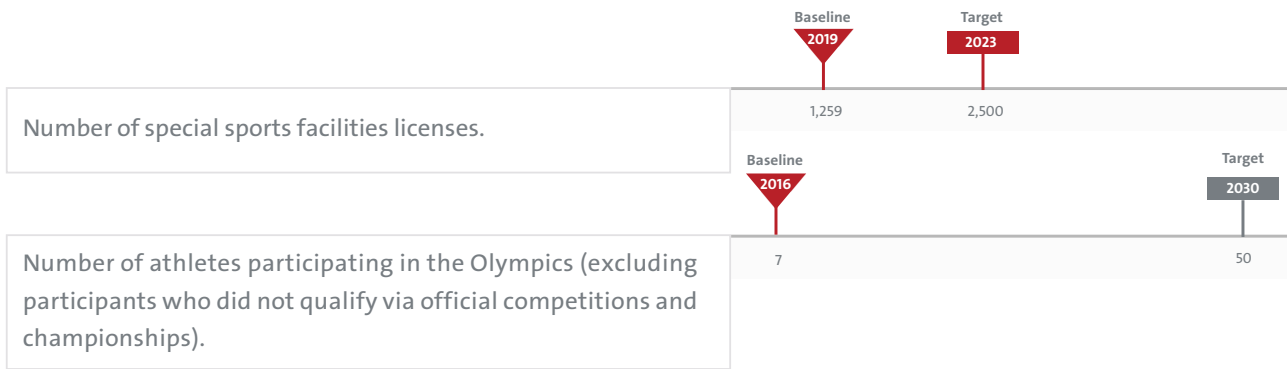 Baseline Target
2019 2023
Number of special sports facilities licenses.
1,259 2,500
Baseline Target
2016 2030
Number of athletes participating in the Olympics (excluding
participants who did not qualify via official competitions and
championships).
7 50